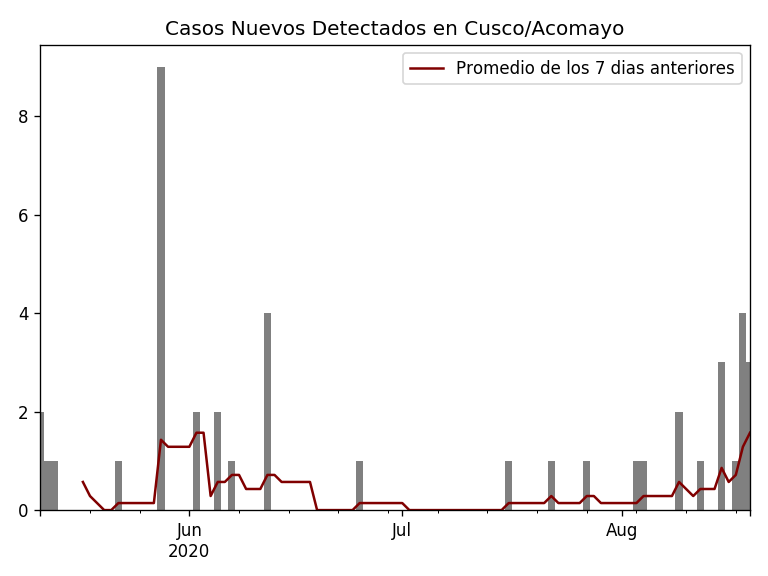 Casos Nuevos Detectados en Cusco/Acomayo
Promedio de los 7 dias anteriores
8
6
4
2
0
Jun
2020
Jul
Aug